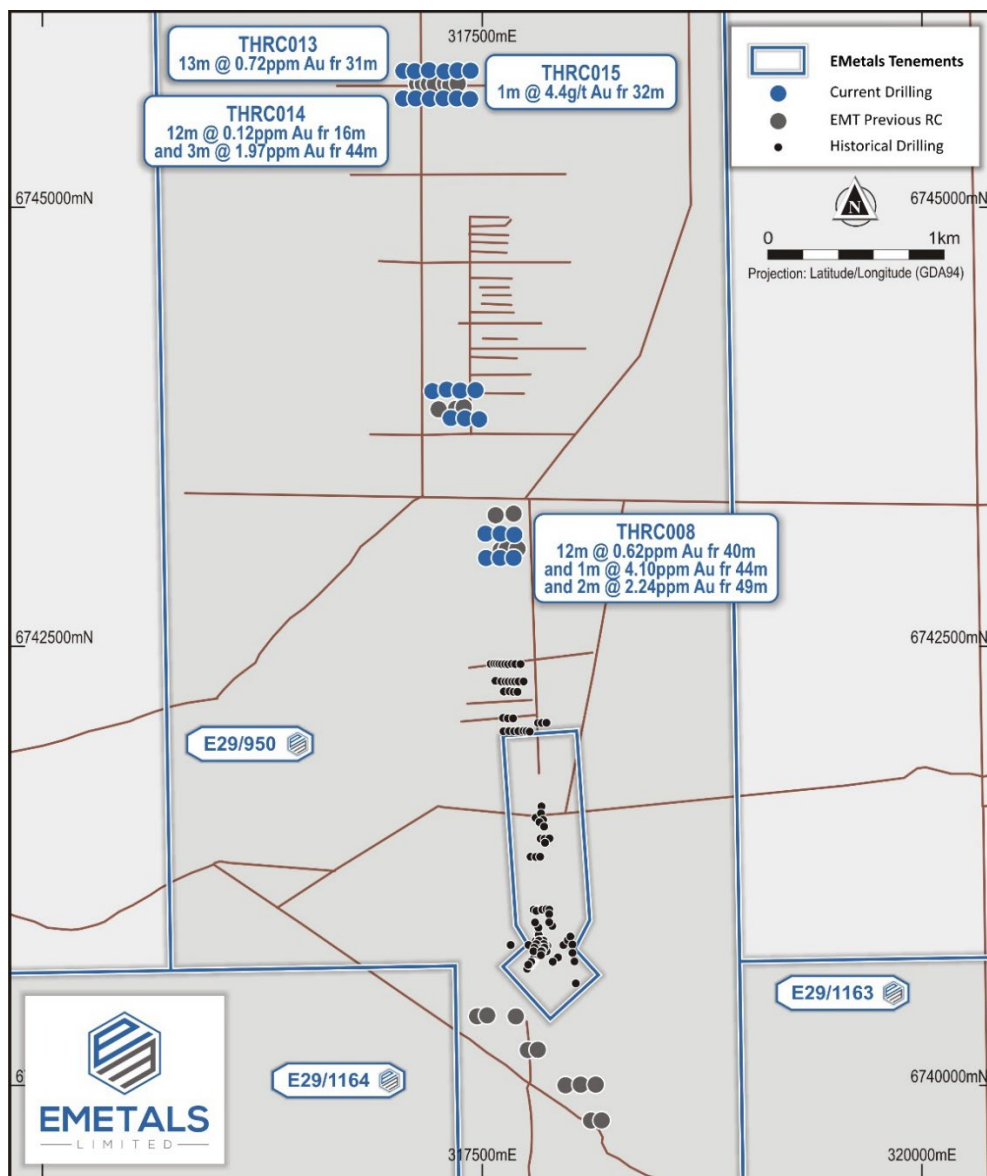 317500mE
THRC013
13m @ 0.72ppm Au fr 31m
THRC015
1m @ 4.4g/t Au fr 32m
THRC014
12m @ 0.12ppm Au fr 16m
and 3m @ 1.97ppm Au fr 44m
EMetals Tenements
Current Drilling
EMT Previous RC
Historical Drilling
6745000mN
6745000mN
N
0 1km
Projection: Latitude/Longitude (GDA94)
THRC008
12m @ 0.62ppm Au fr 40m
and 1m @ 4.10ppm Au fr 44m
and 2m @ 2.24ppm Au fr 49m
6742500mN
6742500mN
E29/950
E29/1163
E29/1164
6740000mN
EMETALS
LIMITED
317500mE
320000mE